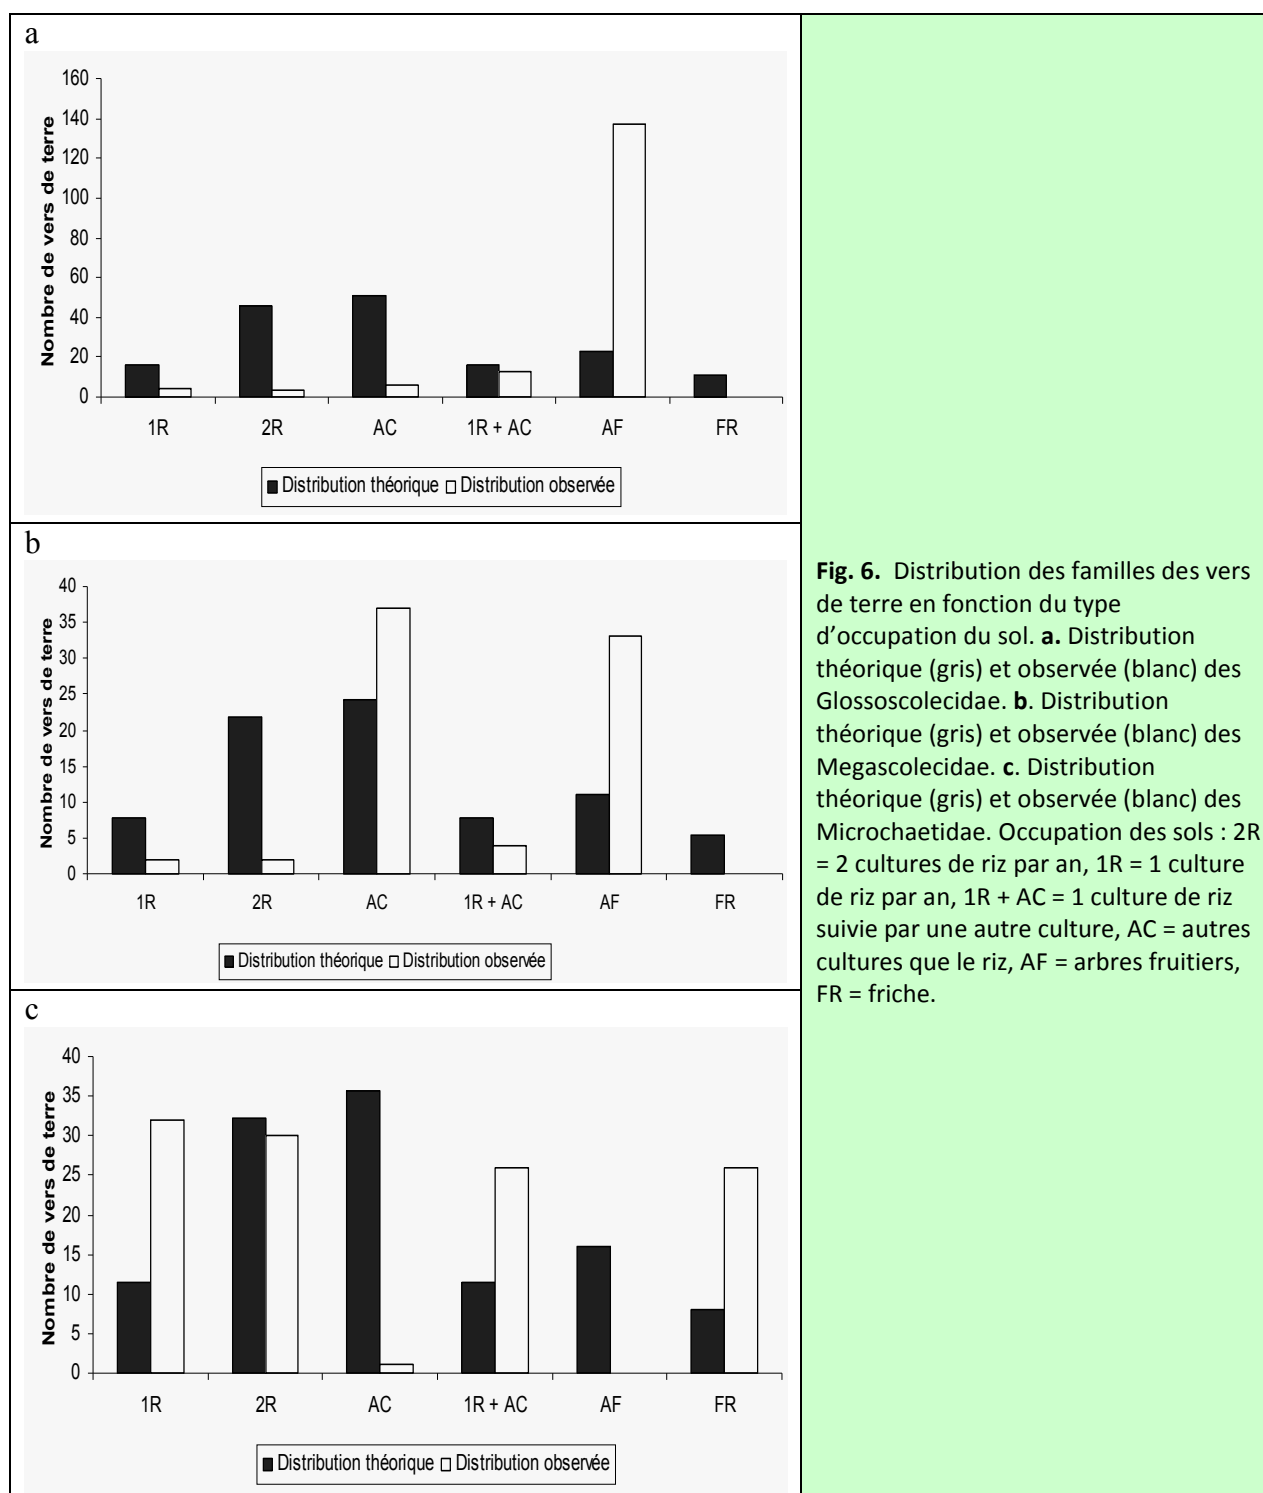 a
Nombre de vers de terre
160
140
120
100
80
60
40
20
0
1R 2R AC 1R + AC AF FR
Distribution théorique Distribution observée
b
Nombre de vers de terre
40
35
30
25
20
15
10
5
0
1R 2R AC 1R + AC AF FR
Distribution théorique Distribution observée
c
Nombre de vers de terre
40
35
30
25
20
15
10
5
0
1R 2R AC 1R + AC AF FR
Distribution théorique Distribution observée
Fig. 6. Distribution des familles des vers
de terre en fonction du type
d’occupation du sol. a. Distribution
théorique (gris) et observée (blanc) des
Glossoscolecidae. b. Distribution
théorique (gris) et observée (blanc) des
Megascolecidae. c. Distribution
théorique (gris) et observée (blanc) des
Microchaetidae. Occupation des sols : 2R
= 2 cultures de riz par an, 1R = 1 culture
de riz par an, 1R + AC = 1 culture de riz
suivie par une autre culture, AC = autres
cultures que le riz, AF = arbres fruitiers,
FR = friche.